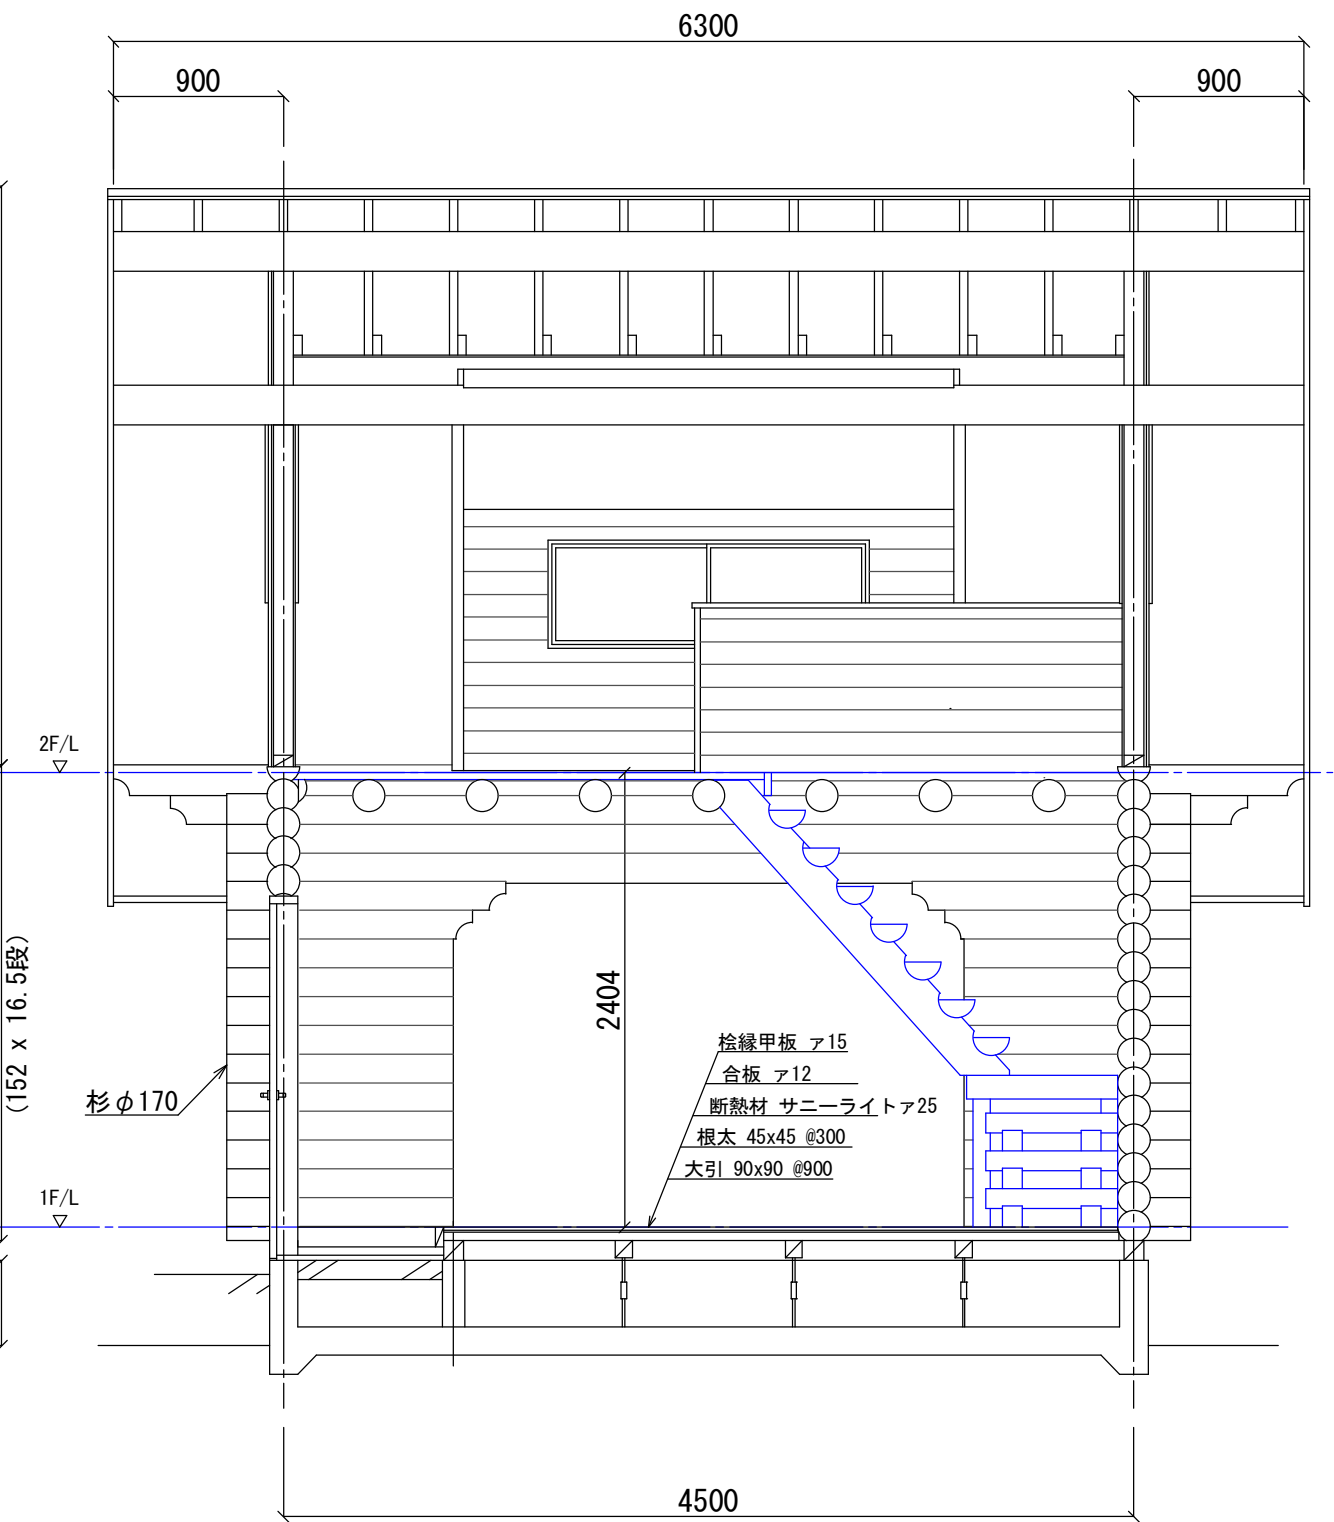 6300
900
900
2F/L
2404
(152 x 16.5段)
桧縁甲板 ァ15
合板 ァ12
断熱材 サニーライトァ25
根太 45x45 @300
大引 90x90 @900
杉φ170
1F/L
4500